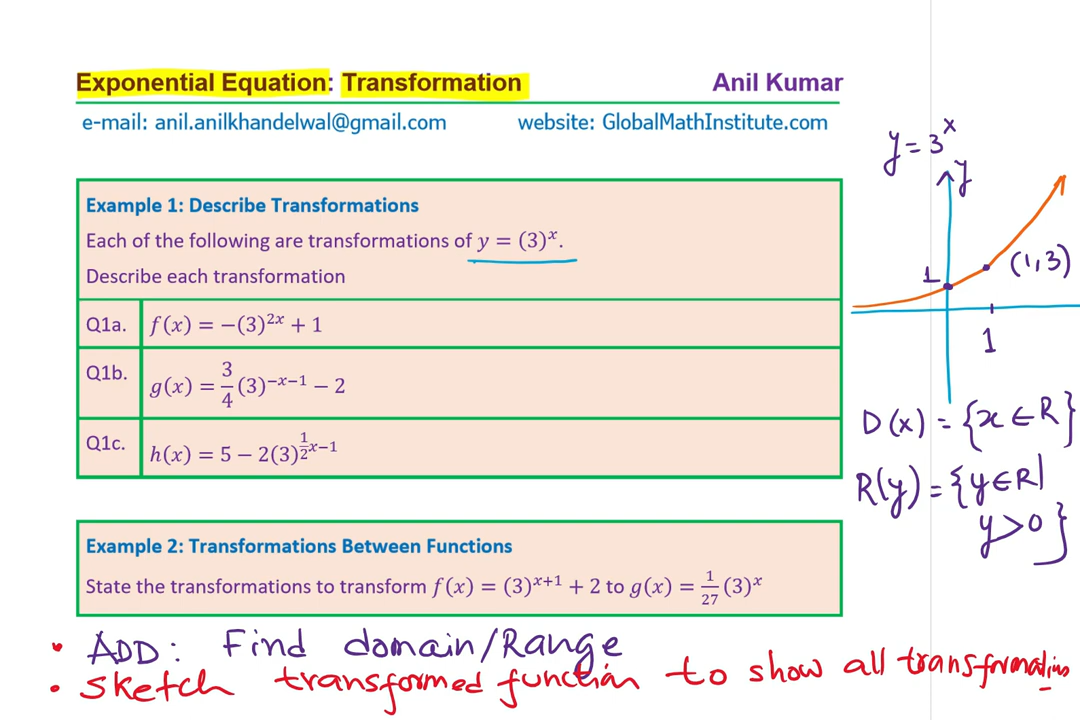 Exponential Equation: Transformation Anil Kumar
e-mail: anil.anilkhandelwal@gmail.com website: GlobalMathInstitute.com
Example 1: Describe Transformations
Each of the following are transformations of y = (3)^x.
Describe each transformation
Q1a. f(x) = −(3)^{2x} + 1
Q1b. g(x) = \frac{3}{4}(3)^{−x−1} − 2
Q1c. h(x) = 5 − 2(3)^{\frac{1}{2}x−1}
y = 3^x
y
(1,3)
1
1
D(x) = {x ∈ R}
R(y) = {y ∈ R|
y > 0}
Example 2: Transformations Between Functions
State the transformations to transform f(x) = (3)^{x+1} + 2 to g(x) = \frac{1}{27}(3)^x
• ADD: Find domain/Range
• Sketch transformed function to show all transformations